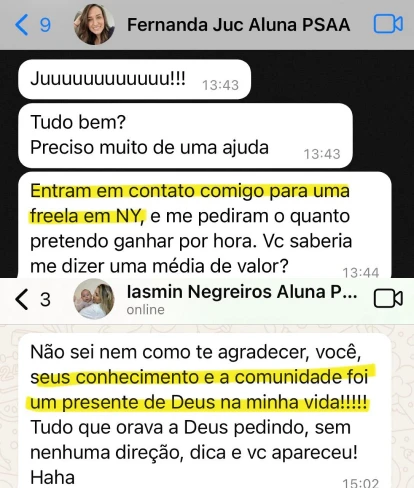 9
Fernanda Juc Aluna PSAA
Juuuuuuuuuuuu!!!
13:43
Tudo bem?
Preciso muito de uma ajuda
13:43
Entram em contato comigo para uma
freela em NY, e me pediram o quanto
pretendo ganhar por hora. Vc saberia
me dizer uma média de valor?
13:44
3
Iasmin Negreiros Aluna P...
online
Não sei nem como te agradecer, você,
seus conhecimento e a comunidade foi
um presente de Deus na minha vida!!!!!
Tudo que orava a Deus pedindo, sem
nenhuma direção, dica e vc apareceu!
Haha
15:02